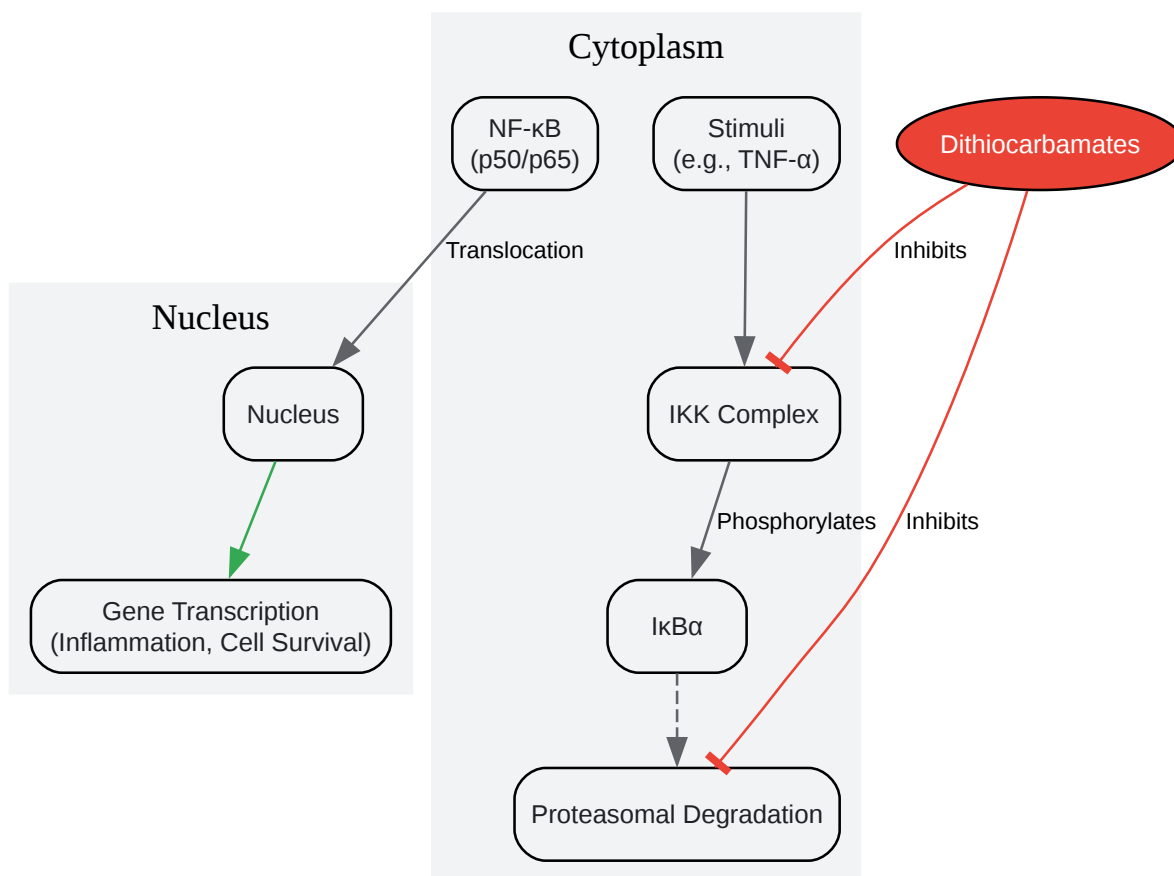 Cytoplasm
NF-κB
(p50/p65)
Stimuli
(e.g., TNF-α)
Dithiocarbamates
Translocation
Inhibits
Nucleus
Nucleus
IKK Complex
Phosphorylates
Inhibits
Gene Transcription
(Inflammation, Cell Survival)
IκBα
Proteasomal Degradation